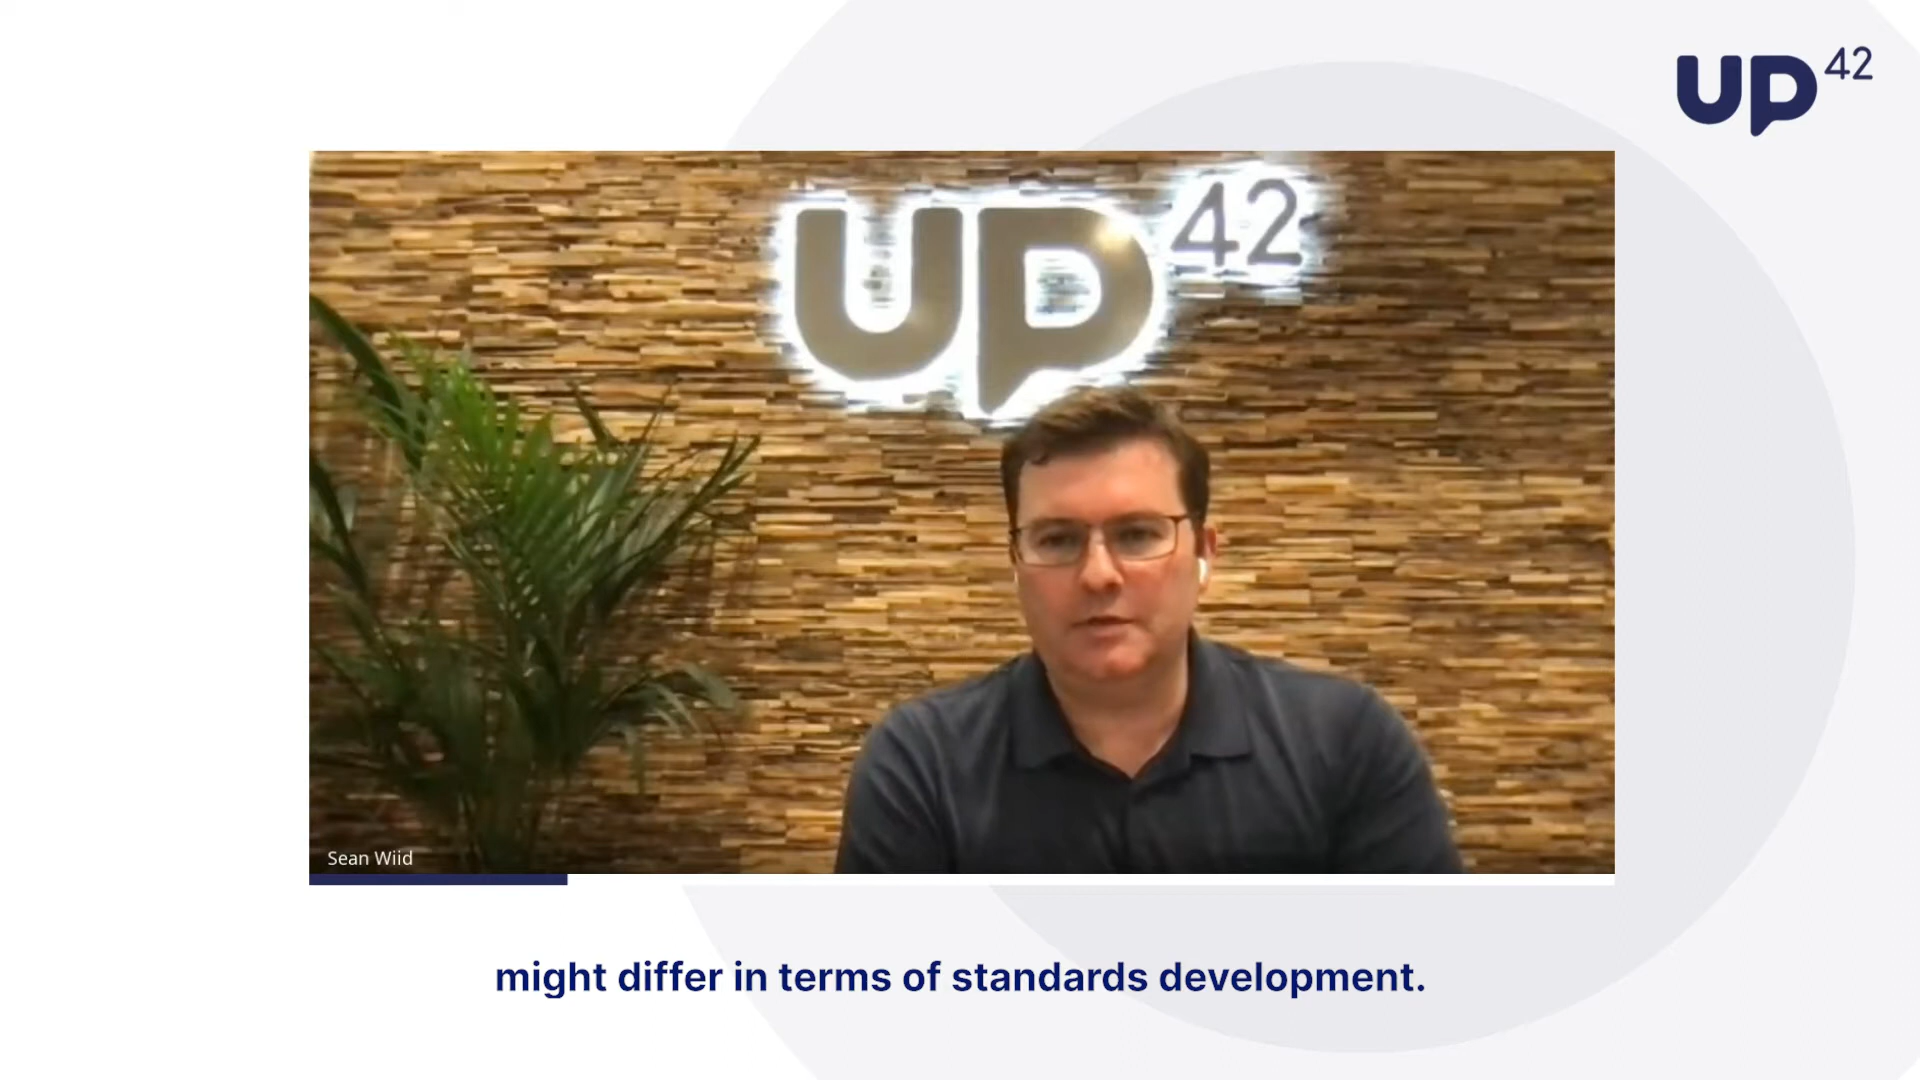 UP42
UP42
Sean Wiid
might differ in terms of standards development.